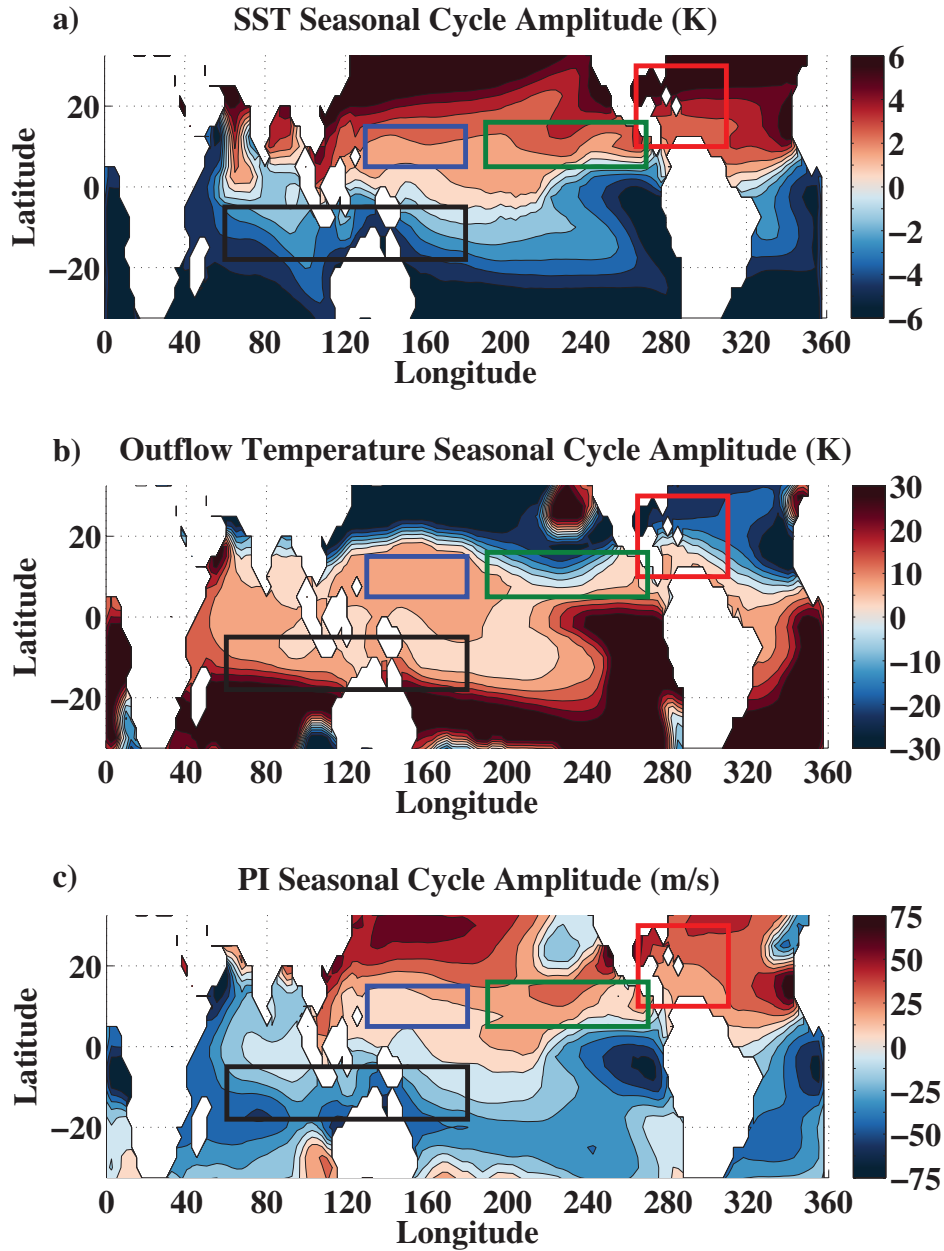 a) SST Seasonal Cycle Amplitude (K)
Latitude
20
0
−20
0 40 80 120 160 200 240 280 320 360
Longitude
6
4
2
0
−2
−4
−6
b) Outflow Temperature Seasonal Cycle Amplitude (K)
Latitude
20
0
−20
0 40 80 120 160 200 240 280 320 360
Longitude
30
20
10
0
−10
−20
−30
c) PI Seasonal Cycle Amplitude (m/s)
Latitude
20
0
−20
0 40 80 120 160 200 240 280 320 360
Longitude
75
50
25
0
−25
−50
−75